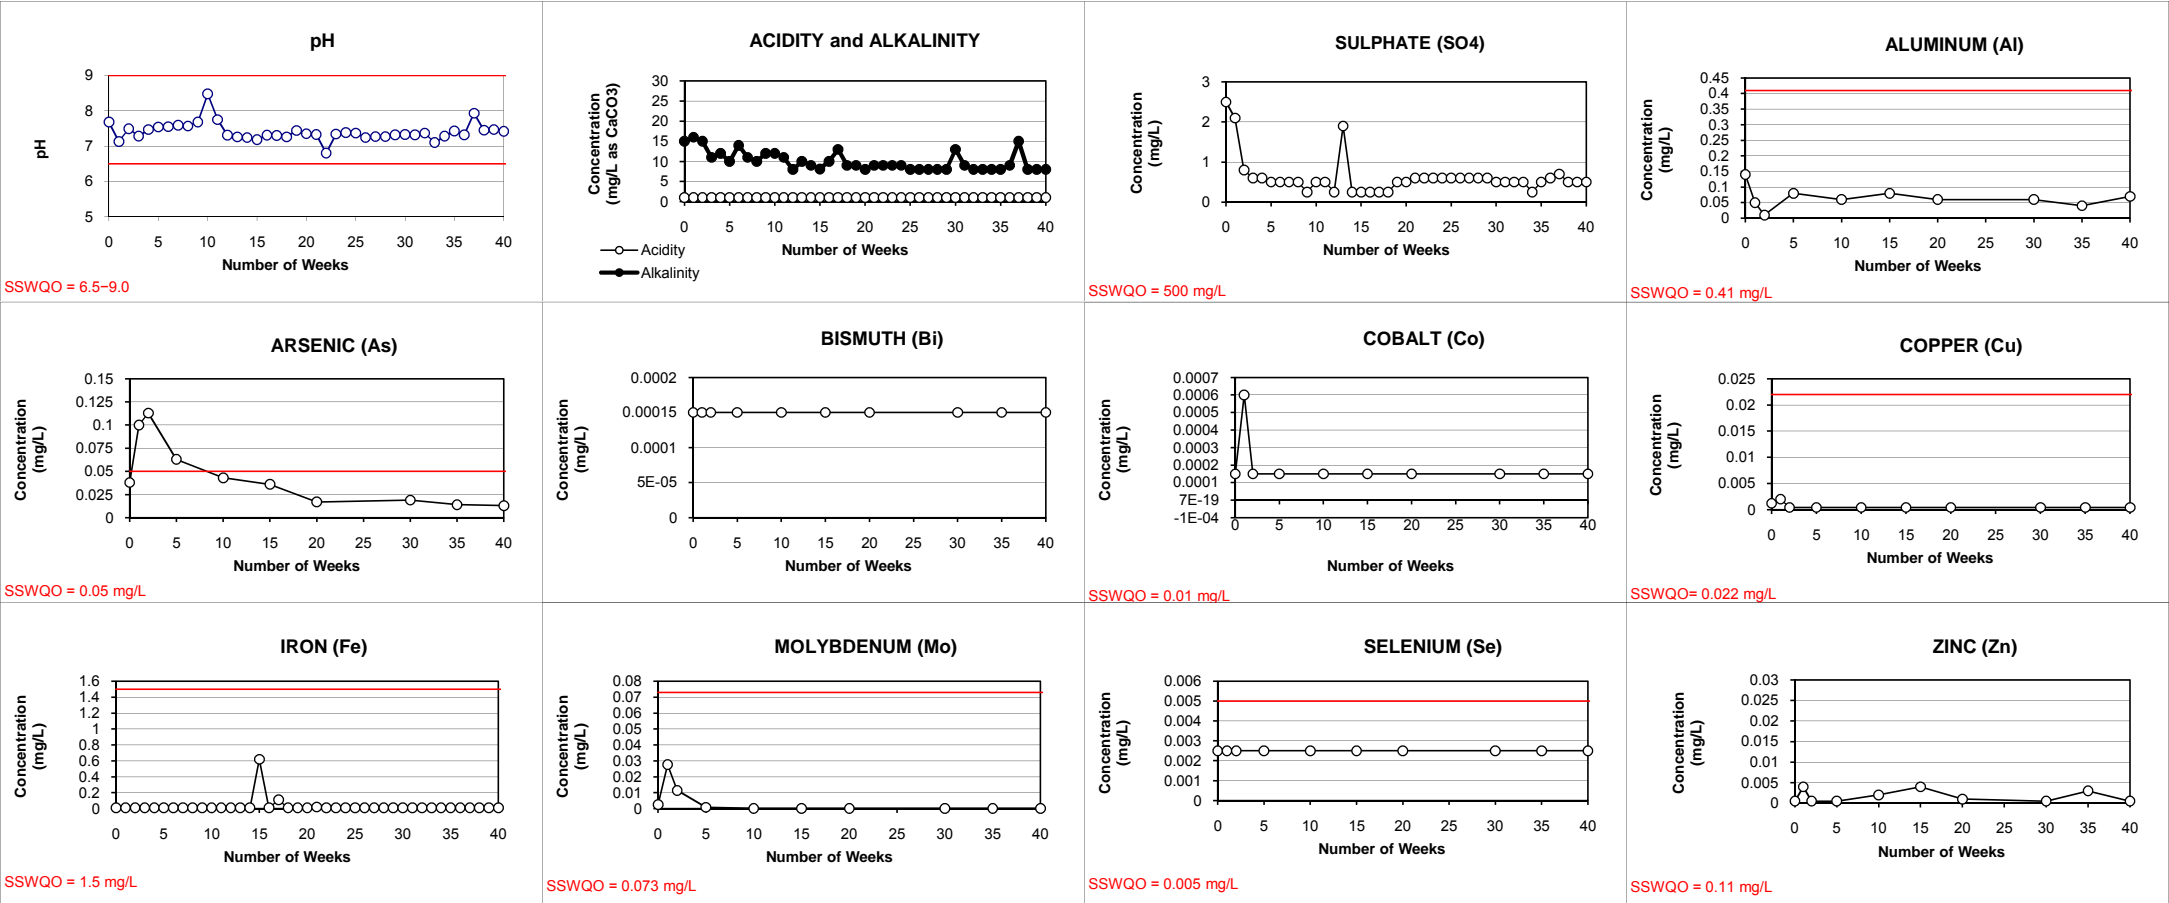 pH
9
8
7
6
5
pH
0 5 10 15 20 25 30 35 40
Number of Weeks
SSWQO = 6.5−9.0
ACIDITY and ALKALINITY
30
25
20
15
10
5
0
Concentration
(mg/L as CaCO3)
0 5 10 15 20 25 30 35 40
Number of Weeks
Acidity
Alkalinity
SULPHATE (SO4)
3
2
1
0
Concentration
(mg/L)
0 5 10 15 20 25 30 35 40
Number of Weeks
SSWQO = 500 mg/L
ALUMINUM (Al)
0.45
0.4
0.35
0.3
0.25
0.2
0.15
0.1
0.05
0
Concentration
(mg/L)
0 5 10 15 20 25 30 35 40
Number of Weeks
SSWQO = 0.41 mg/L
ARSENIC (As)
0.15
0.125
0.1
0.075
0.05
0.025
0
Concentration
(mg/L)
0 5 10 15 20 25 30 35 40
Number of Weeks
SSWQO = 0.05 mg/L
BISMUTH (Bi)
0.0002
0.00015
0.0001
5E-05
0
Concentration
(mg/L)
0 5 10 15 20 25 30 35 40
Number of Weeks
COBALT (Co)
0.0007
0.0006
0.0005
0.0004
0.0003
0.0002
0.0001
7E-19
-1E-04
Concentration
(mg/L)
0 5 10 15 20 25 30 35 40
Number of Weeks
SSWQO = 0.01 mg/L
COPPER (Cu)
0.025
0.02
0.015
0.01
0.005
0
Concentration
(mg/L)
0 5 10 15 20 25 30 35 40
Number of Weeks
SSWQO= 0.022 mg/L
IRON (Fe)
1.6
1.4
1.2
1
0.8
0.6
0.4
0.2
0
Concentration
(mg/L)
0 5 10 15 20 25 30 35 40
Number of Weeks
SSWQO = 1.5 mg/L
MOLYBDENUM (Mo)
0.08
0.07
0.06
0.05
0.04
0.03
0.02
0.01
0
Concentration
(mg/L)
0 5 10 15 20 25 30 35 40
Number of Weeks
SSWQO = 0.073 mg/L
SELENIUM (Se)
0.006
0.005
0.004
0.003
0.002
0.001
0
Concentration
(mg/L)
0 5 10 15 20 25 30 35 40
Number of Weeks
SSWQO = 0.005 mg/L
ZINC (Zn)
0.03
0.025
0.02
0.015
0.01
0.005
0
Concentration
(mg/L)
0 5 10 15 20 25 30 35 40
Number of Weeks
SSWQO = 0.11 mg/L